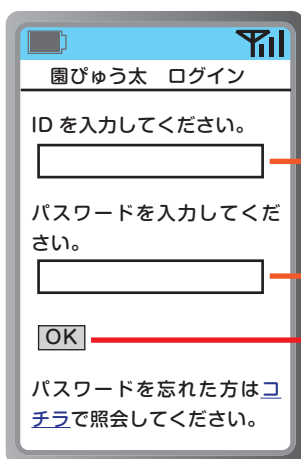 園ぴゅう太 ログイン
ID を入力してください。
パスワードを入力してくだ
さい。
OK
パスワードを忘れた方はコ
チラで照会してください。